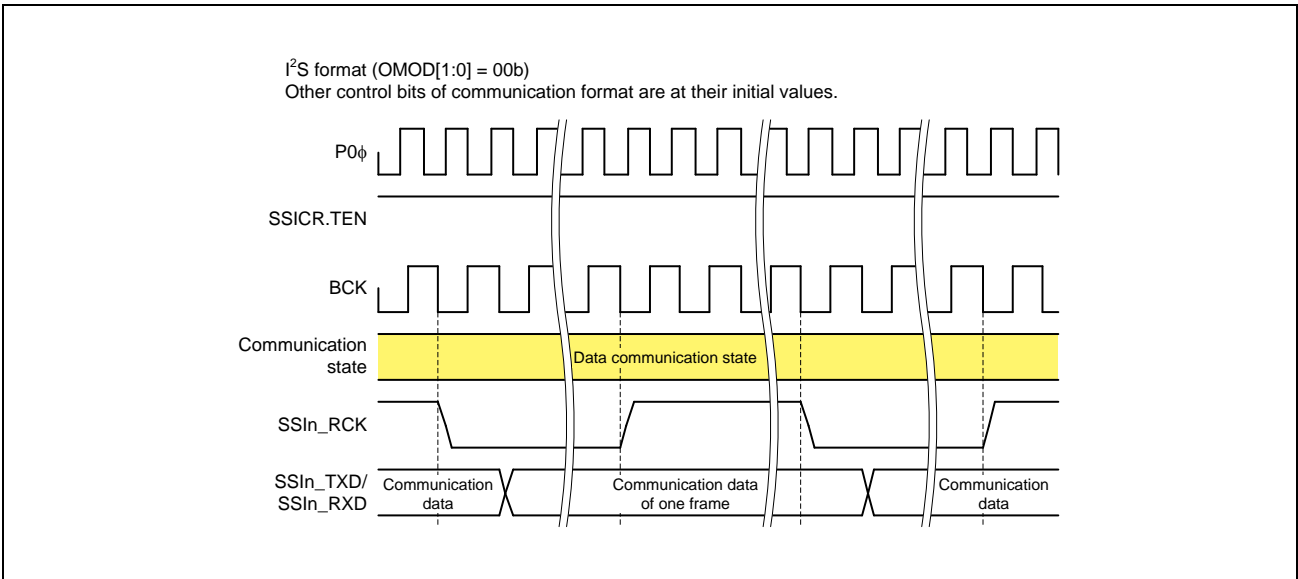 I²S format (OMOD[1:0] = 00b)
Other control bits of communication format are at their initial values.
P0ϕ
SSICR.TEN
BCK
Communication
state
Data communication state
SSIn_RCK
SSIn_TXD/
SSIn_RXD
Communication
data
Communication data
of one frame
Communication
data